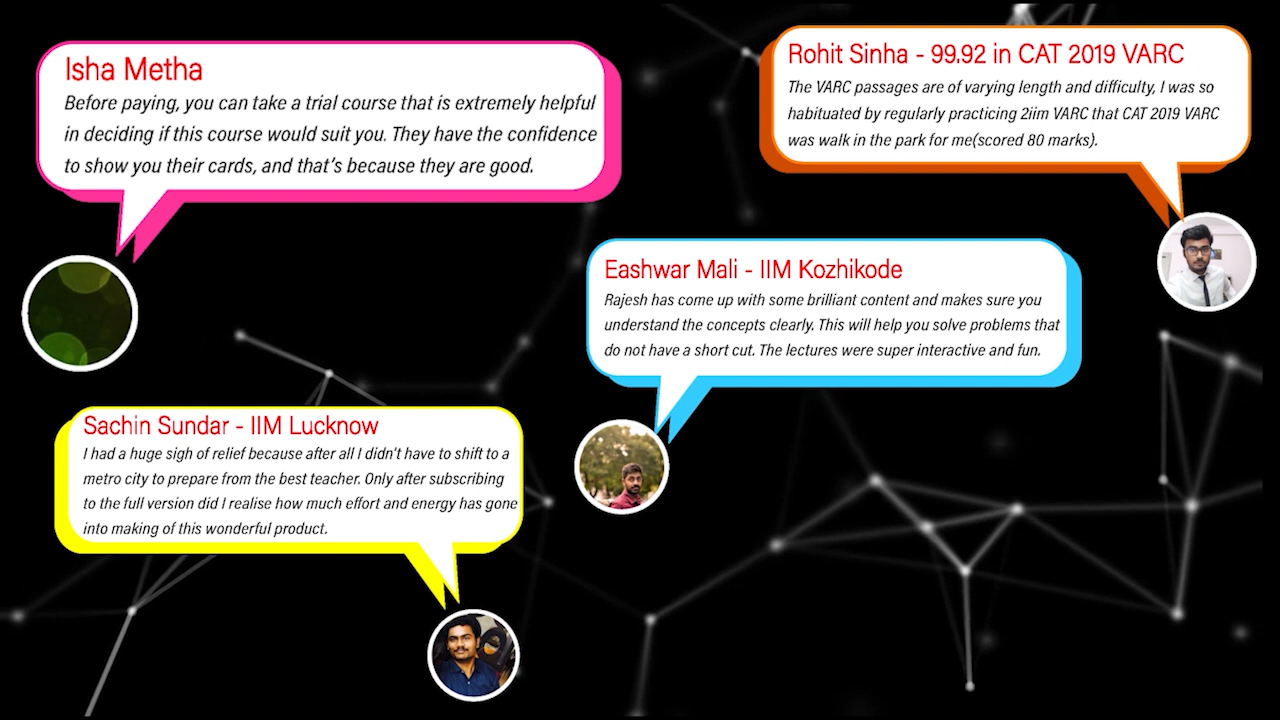 Isha Metha
Before paying, you can take a trial course that is extremely helpful
in deciding if this course would suit you. They have the confidence
to show you their cards, and that's because they are good.
Rohit Sinha - 99.92 in CAT 2019 VARC
The VARC passages are of varying length and difficulty, I was so
habituated by regularly practicing 2iim VARC that CAT 2019 VARC
was walk in the park for me(scored 80 marks).
Eashwar Mali - IIM Kozhikode
Rajesh has come up with some brilliant content and makes sure you
understand the concepts clearly. This will help you solve problems that
do not have a short cut. The lectures were super interactive and fun.
Sachin Sundar - IIM Lucknow
I had a huge sigh of relief because after all I didn't have to shift to a
metro city to prepare from the best teacher. Only after subscribing
to the full version did I realise how much effort and energy has gone
into making of this wonderful product.